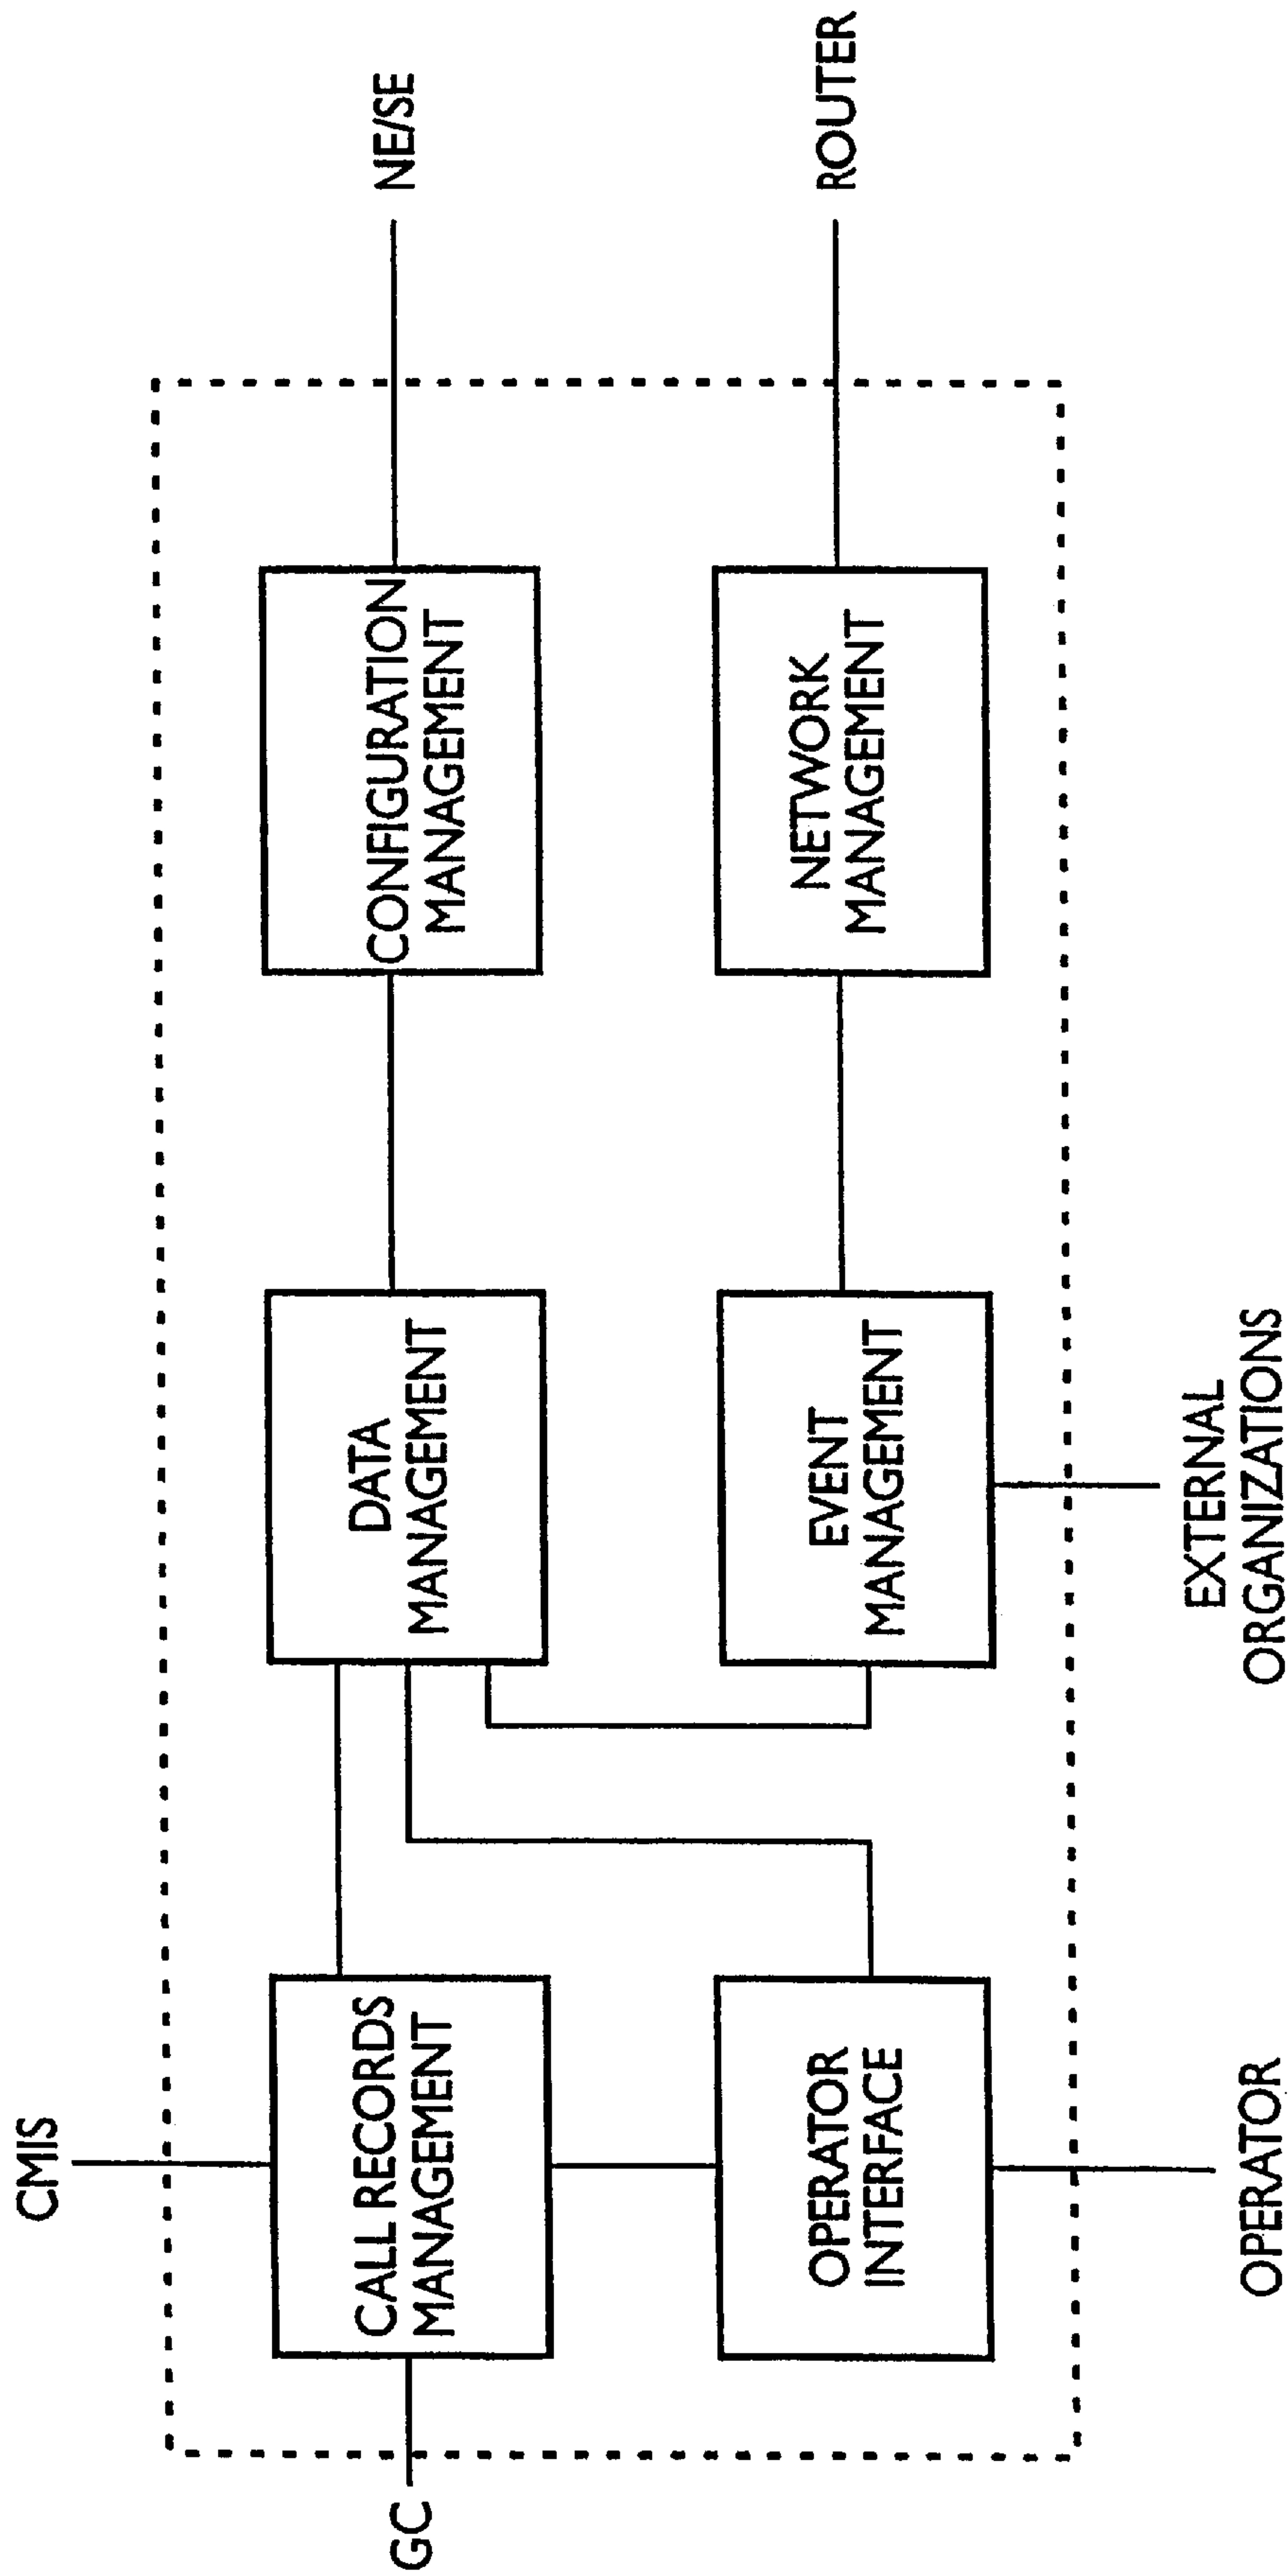 CMIS
GC
CALL RECORDS
MANAGEMENT
DATA
MANAGEMENT
CONFIGURATION
MANAGEMENT
NE/SE
OPERATOR
INTERFACE
EVENT
MANAGEMENT
NETWORK
MANAGEMENT
ROUTER
OPERATOR
EXTERNAL
ORGANIZATIONS